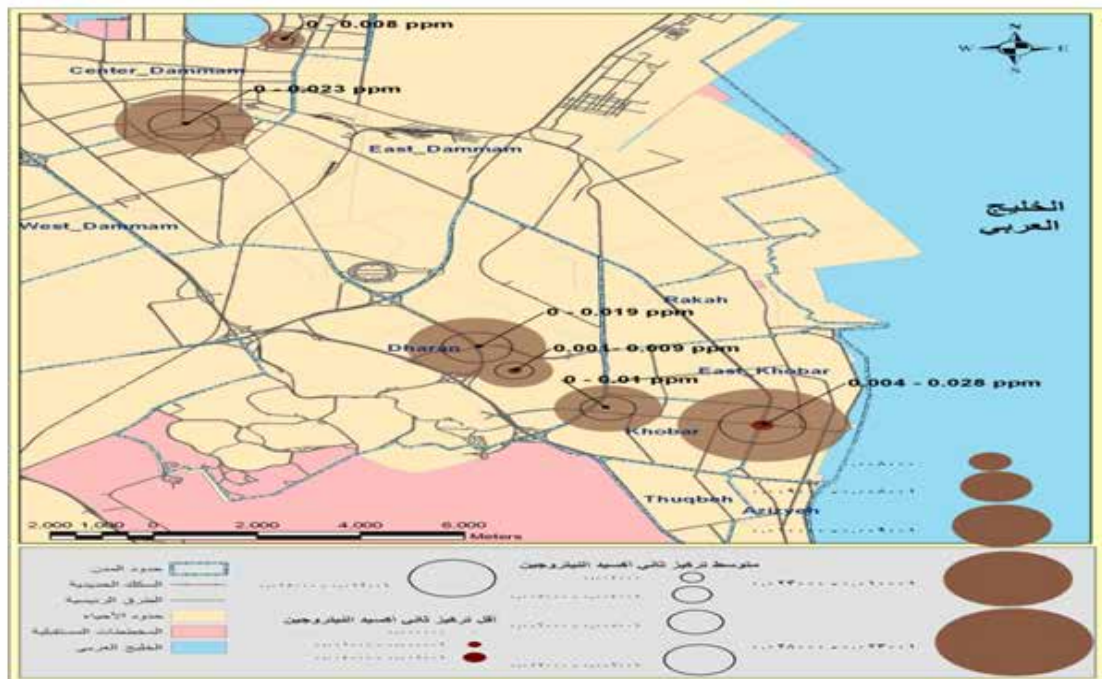 0 - 0.008 ppm
N
W E
S
Center_Dammam
0 - 0.023 ppm
East_Dammam
West_Dammam
الخليج
العربي
Rakah
0 - 0.019 ppm
Dharan
0.001- 0.009 ppm
0 - 0.01 ppm
East_Khobar
0.004 - 0.028 ppm
Khobar
Thuqbah
Azizyeh
2,000 1,000 0 2,000 4,000 6,000
Meters
حدود المدن
السكك الحديدية
الطرق الرئيسية
حدود الأحياء
المخططات المستقبلية
الخليج العربي
أقل تركيز ثاني أكسيد النيتروجين
متوسط تركيز ثاني أكسيد النيتروجين